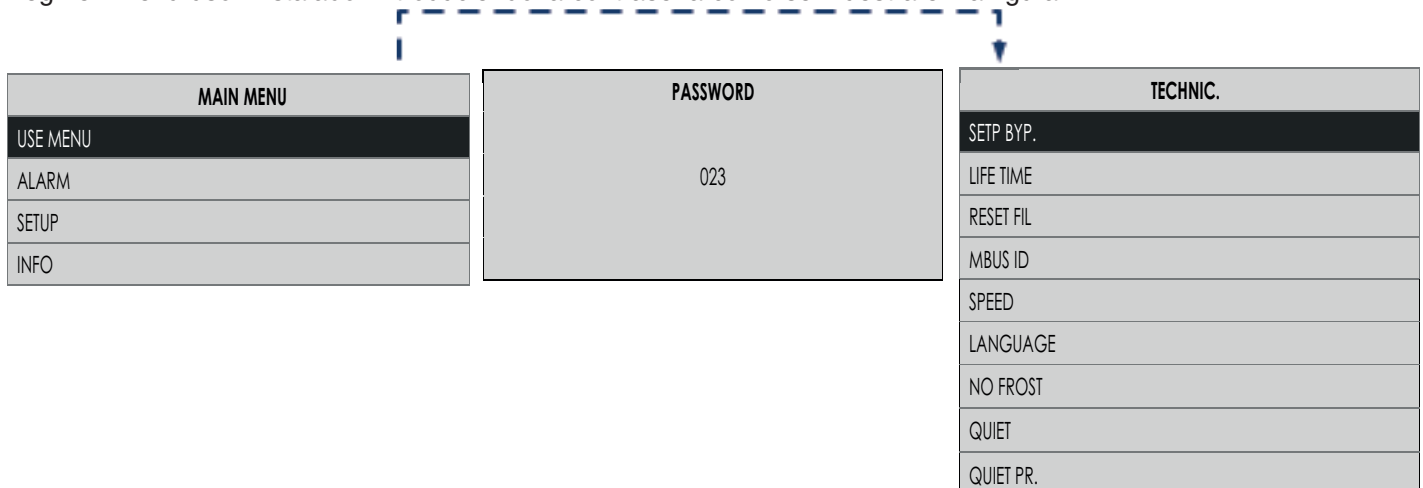 MAIN MENU
USE MENU
ALARM
SETUP
INFO
PASSWORD
023
TECHNIC.
SETP BYP.
LIFE TIME
RESET FIL
MBUS ID
SPEED
LANGUAGE
NO FROST
QUIET
QUIET PR.